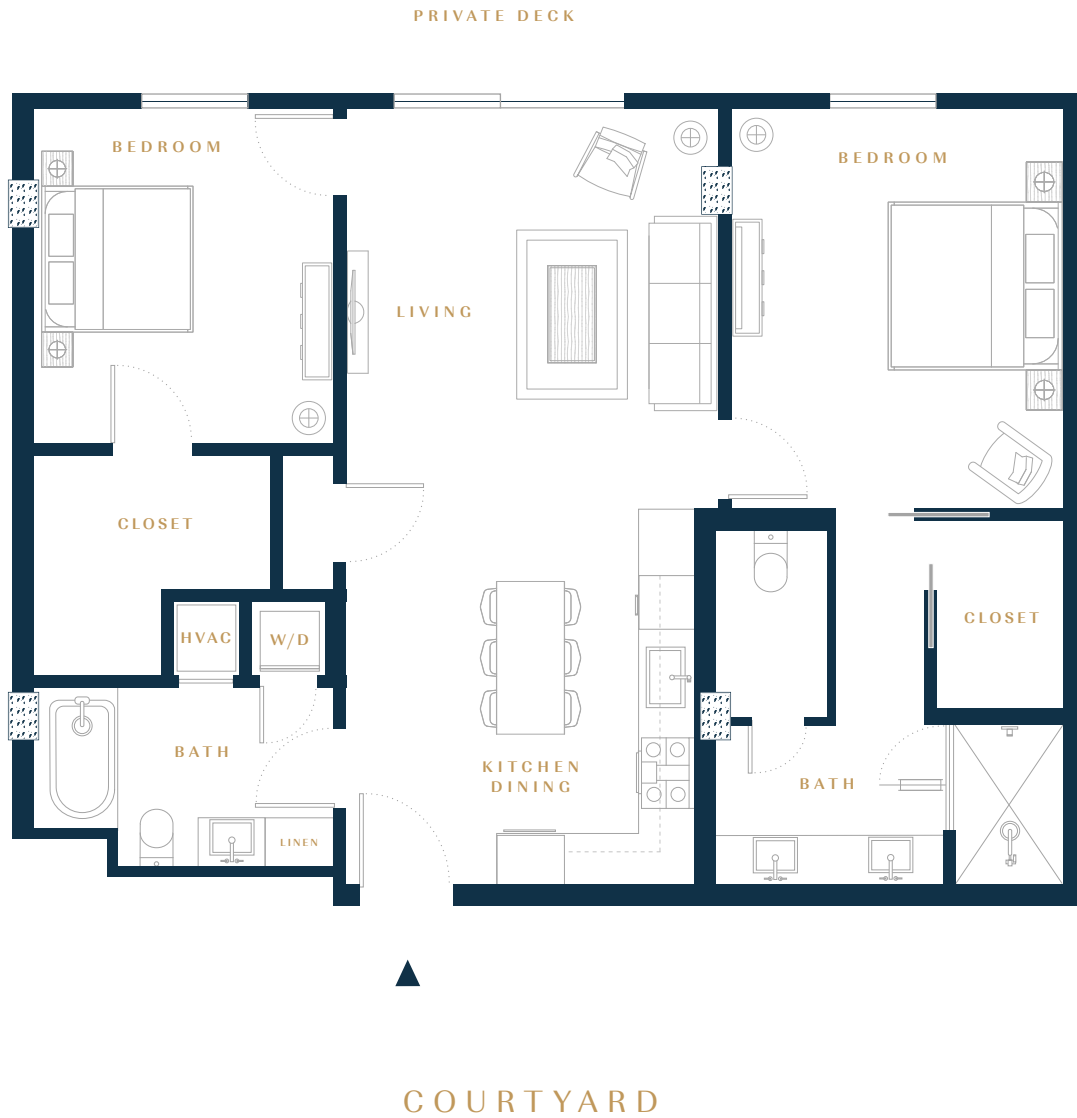 PRIVATE DECK
BEDROOM
BEDROOM
LIVING
CLOSET
HVAC
W/D
CLOSET
BATH
KITCHEN
DINING
BATH
LINEN
COURTYARD